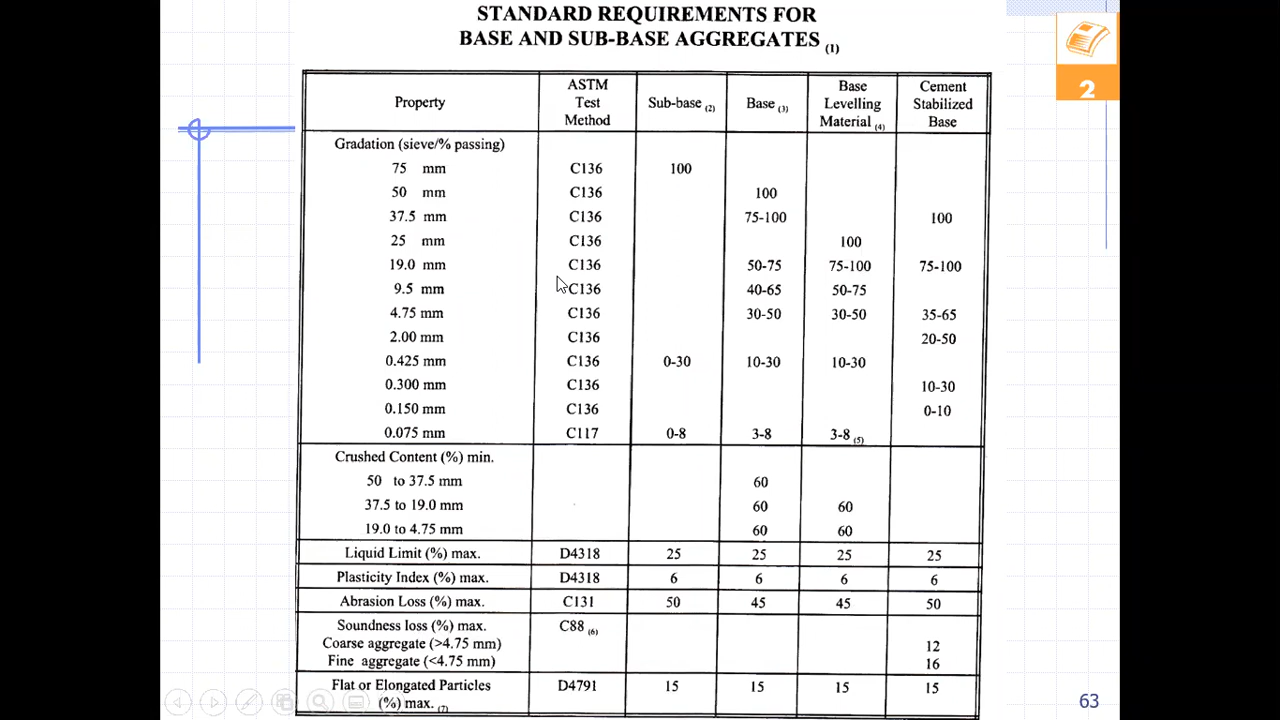 STANDARD REQUIREMENTS FOR
BASE AND SUB-BASE AGGREGATES (1)
2
Property ASTM Test Method Sub-base (2) Base (3) Base Levelling Material (4) Cement Stabilized Base
Gradation (sieve/% passing)
75 mm C136 100
50 mm C136 100
37.5 mm C136 75-100 100
25 mm C136 100
19.0 mm C136 50-75 75-100 75-100
9.5 mm C136 40-65 50-75
4.75 mm C136 30-50 30-50 35-65
2.00 mm C136 20-50
0.425 mm C136 0-30 10-30 10-30
0.300 mm C136 10-30
0.150 mm C136 0-10
0.075 mm C117 0-8 3-8 3-8 (5)
Crushed Content (%) min.
50 to 37.5 mm 60
37.5 to 19.0 mm 60 60
19.0 to 4.75 mm 60 60
Liquid Limit (%) max. D4318 25 25 25 25
Plasticity Index (%) max. D4318 6 6 6 6
Abrasion Loss (%) max. C131 50 45 45 50
Soundness loss (%) max. C88 (6)
Coarse aggregate (>4.75 mm) 12
Fine aggregate (<4.75 mm) 16
Flat or Elongated Particles D4791 15 15 15 15
(%) max. (7)
63